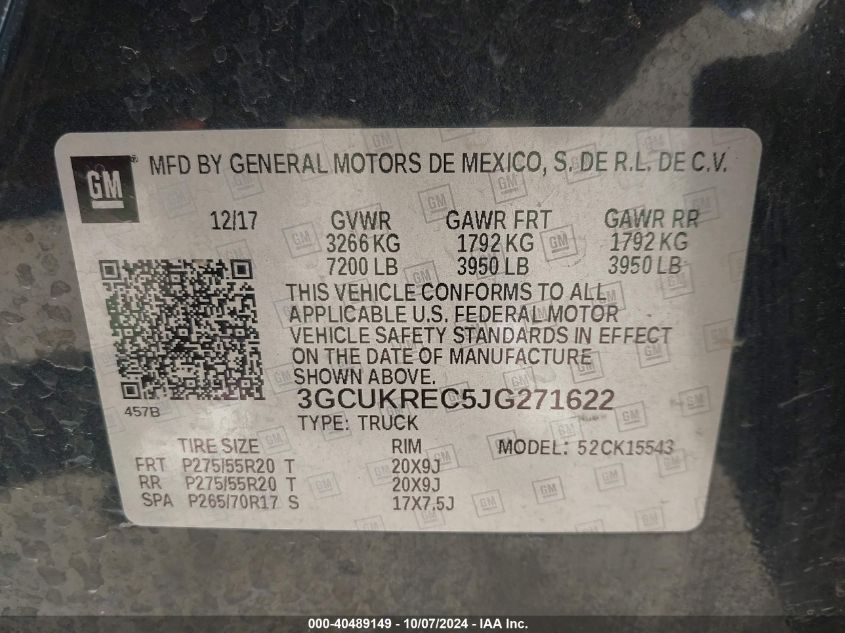 GM
® MFD BY GENERAL MOTORS DE MEXICO, S. DE R.L. DE C.V.
12/17 GVWR GAWR FRT GAWR RR
3266 KG 1792 KG 1792 KG
7200 LB 3950 LB 3950 LB
THIS VEHICLE CONFORMS TO ALL
APPLICABLE U.S. FEDERAL MOTOR
VEHICLE SAFETY STANDARDS IN EFFECT
ON THE DATE OF MANUFACTURE
SHOWN ABOVE.
457B 3GCUKREC5JG271622
TYPE: TRUCK
TIRE SIZE RIM MODEL: 52CK15543
FRT P275/55R20 T 20X9J
RR P275/55R20 T 20X9J
SPA P265/70R17 S 17X7,5J
000-40489149 - 10/07/2024 - IAA Inc.